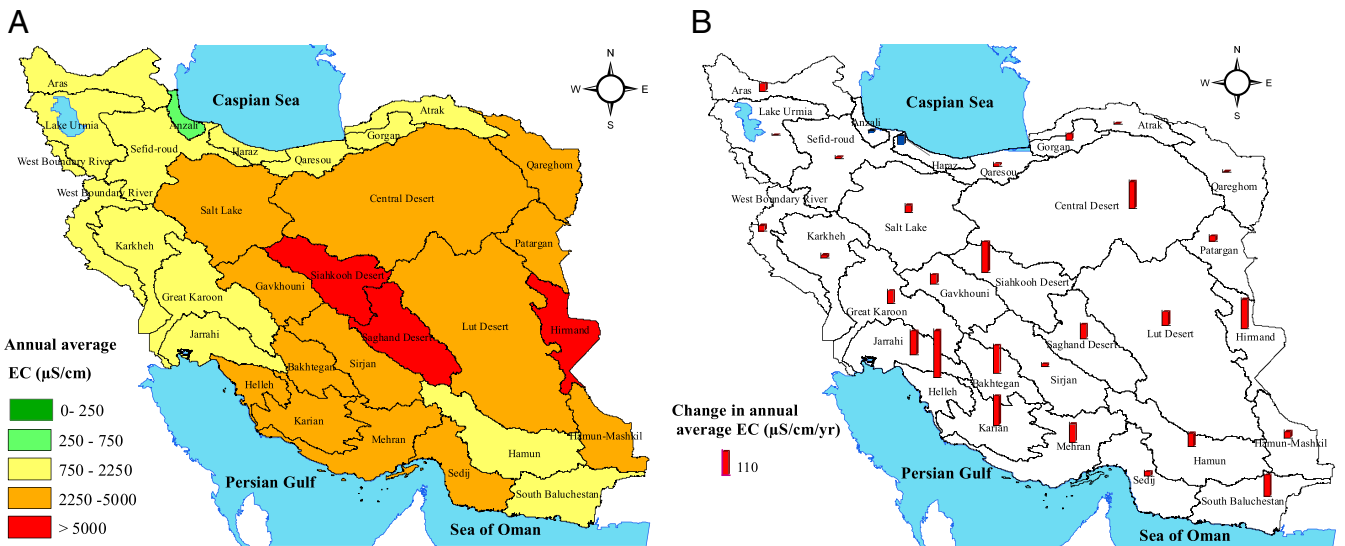 A
N
W
E
S
Caspian Sea
Aras
Lake Urmia
Anzali
Atrak
Gorgan
Sefid-roud
Haraz
Qaresou
West Boundary River
Qareghom
West Boundary River
Central Desert
Salt Lake
Karkheh
Patargan
Siahkooh Desert
Gavkhouni
Great Karoon
Jarrahi
Lut Desert
Hirmand
Saghand Desert
Bakhtegan
Sirjan
Helleh
Karian
Mehran
Hamun-Mashkil
Hamun
Sedij
South Baluchestan
Persian Gulf
Sea of Oman
Annual average
EC (µS/cm)
0- 250
250 - 750
750 - 2250
2250 -5000
> 5000
B
N
W
E
S
Caspian Sea
Aras
Lake Urmia
Anzali
Atrak
Gorgan
Sefid-roud
Haraz
Qaresou
Qareghom
West Boundary River
Central Desert
Salt Lake
Karkheh
Patargan
Siahkooh Desert
Gavkhouni
Great Karoon
Jarrahi
Lut Desert
Hirmand
Saghand Desert
Bakhtegan
Sirjan
Helleh
Karian
Mehran
Hamun-Mashkil
Hamun
Sedij
South Baluchestan
Persian Gulf
Sea of Oman
Change in annual
average EC (µS/cm/yr)
110